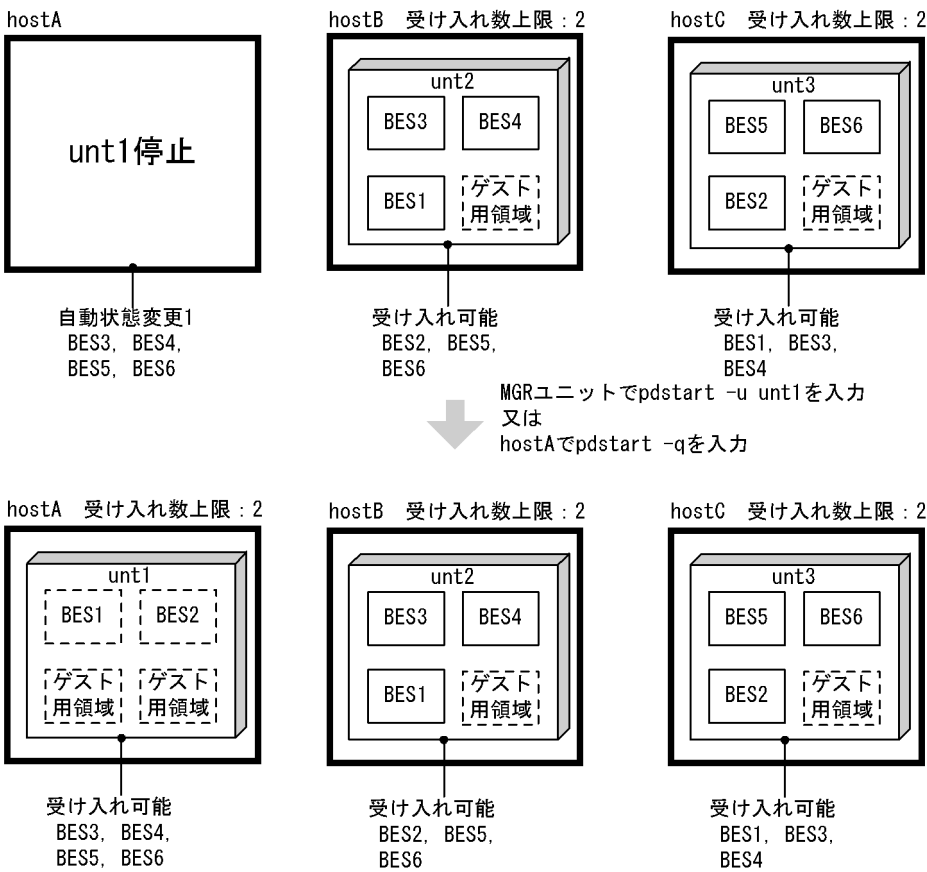 hostA
hostB 受け入れ数上限：2
hostC 受け入れ数上限：2
unt1停止
unt2
BES3 BES4
BES1 ゲスト用領域
unt3
BES5 BES6
BES2 ゲスト用領域
自動状態変更1
BES3, BES4,
BES5, BES6
受け入れ可能
BES2, BES5,
BES6
受け入れ可能
BES1, BES3,
BES4
MGRユニットでpdstart -u unt1を入力
又は
hostAでpdstart -qを入力
hostA 受け入れ数上限：2
hostB 受け入れ数上限：2
hostC 受け入れ数上限：2
unt1
BES1 BES2
ゲスト用領域 ゲスト用領域
unt2
BES3 BES4
BES1 ゲスト用領域
unt3
BES5 BES6
BES2 ゲスト用領域
受け入れ可能
BES3, BES4,
BES5, BES6
受け入れ可能
BES2, BES5,
BES6
受け入れ可能
BES1, BES3,
BES4